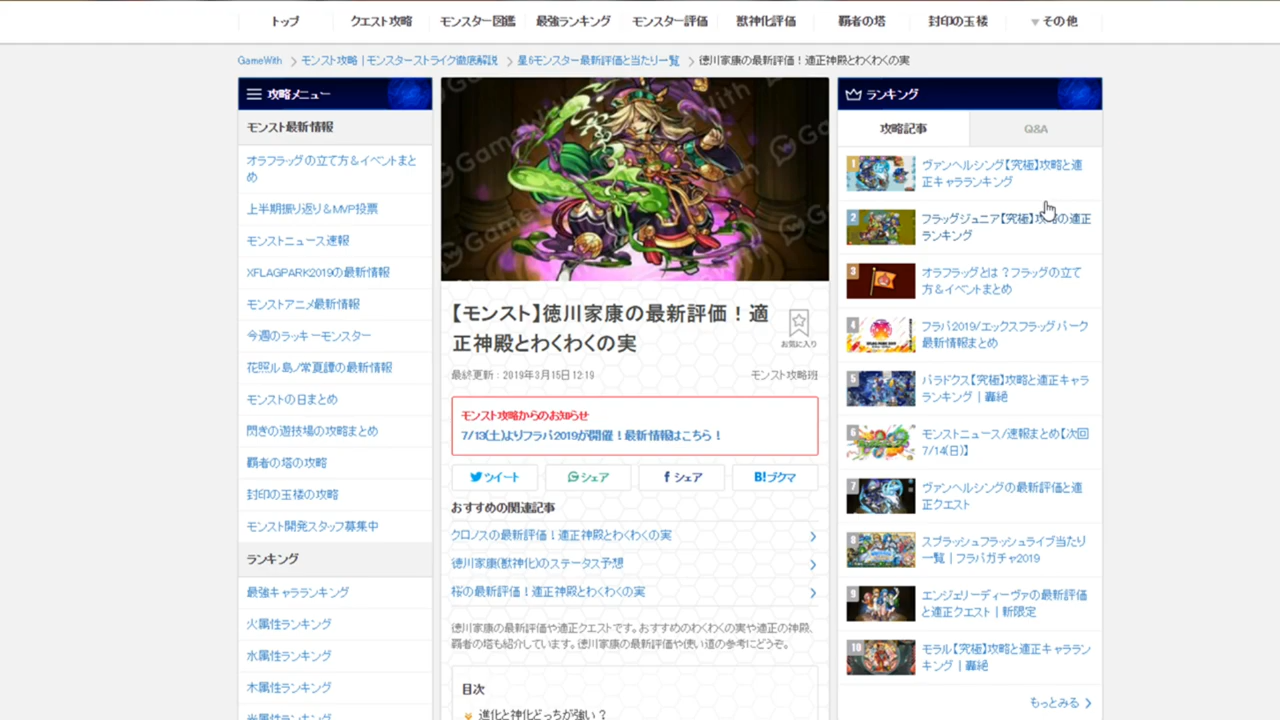 トップ
クエスト攻略
モンスター図鑑
最強ランキング
モンスター評価
獣神化評価
覇者の塔
封印の玉楼
その他
GameWith
モンスト攻略 | モンスターストライク徹底解説
星6モンスター最新評価と当たり一覧
徳川家康の最新評価！適正神殿とわくわくの実
攻略メニュー
モンスト最新情報
オラフラッグの立て方＆イベントまと
め
上半期振り返り＆MVP投票
モンストニュース速報
XFLAGPARK2019の最新情報
モンストアニメ最新情報
今週のラッキーモンスター
花照ル島ノ常夏譚の最新情報
モンストの日まとめ
閃きの遊技場の攻略まとめ
覇者の塔の攻略
封印の玉楼の攻略
モンスト開発スタッフ募集中
ランキング
最強キャラランキング
火属性ランキング
水属性ランキング
木属性ランキング
光属性ランキング
GameWith
【モンスト】徳川家康の最新評価！適
正神殿とわくわくの実
お気に入り
最終更新 : 2019年3月15日12:19
モンスト攻略班
モンスト攻略からのお知らせ
7/13(土)よりフラパ2019が開催！最新情報はこちら！
ツイート
シェア
シェア
B!ブクマ
おすすめの関連記事
クロノスの最新評価！適正神殿とわくわくの実
徳川家康(獣神化)のステータス予想
桜の最新評価！適正神殿とわくわくの実
徳川家康の最新評価や適正クエストです。おすすめのわくわくの実や適正の神殿、
覇者の塔も紹介しています。徳川家康の最新評価や使い道の参考にどうぞ。
目次
進化と神化どっちが強い？
ランキング
攻略記事
Q&A
1
ヴァンヘルシング【究極】攻略と適
正キャラランキング
2
フラッグジュニア【究極】攻略の適正
ランキング
3
オラフラッグとは？フラッグの立て
方＆イベントまとめ
4
フラパ2019/エックスフラッグパーク
最新情報まとめ
5
パラドクス【究極】攻略と適正キャラ
ランキング｜轟絶
6
モンストニュース/速報まとめ【次回
7/14(日)】
7
ヴァンヘルシングの最新評価と適
正クエスト
8
スプラッシュフラッシュライブ当たり
一覧｜フラパガチャ2019
9
エンジェリーディーヴァの最新評価
と適正クエスト｜新限定
10
モラル【究極】攻略と適正キャララン
キング｜轟絶
もっとみる